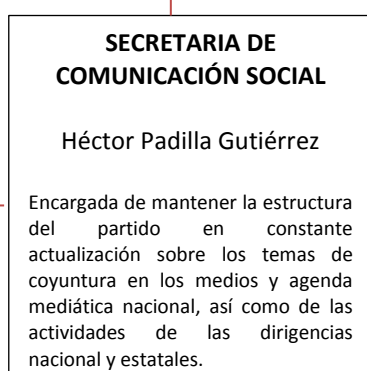 SECRETARIA DE
COMUNICACIÓN SOCIAL
Héctor Padilla Gutiérrez
Encargada de mantener la estructura
del partido en constante
actualización sobre los temas de
coyuntura en los medios y agenda
mediática nacional, así como de las
actividades de las dirigencias
nacional y estatales.